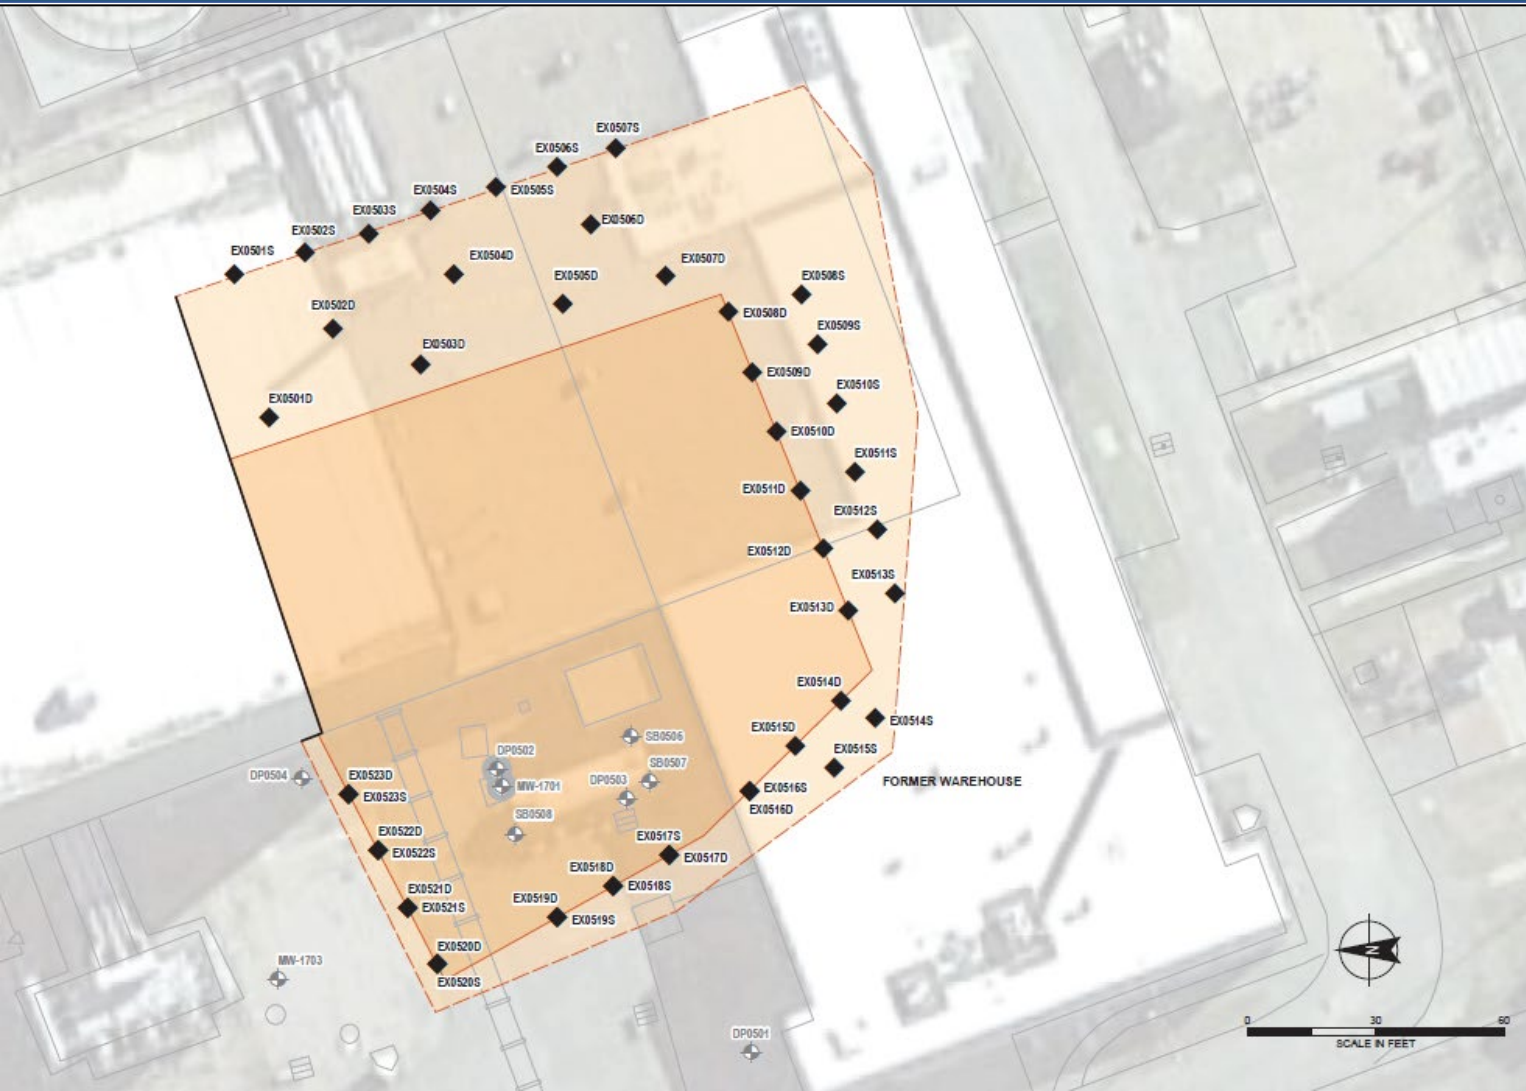 EX0507S
EX0506S
EX0505S
EX0504S
EX0503S
EX0502S
EX0501S
EX0506D
EX0504D
EX0507D
EX0505D
EX0508S
EX0502D
EX0508D
EX0509S
EX0503D
EX0509D
EX0510S
EX0501D
EX0510D
EX0511S
EX0511D
EX0512S
EX0512D
EX0513S
EX0513D
EX0514D
EX0514S
EX0515D
SB0506
EX0515S
DP0502
SB0507
DP0504
EX0523D
DP0503
FORMER WAREHOUSE
MW-1701
EX0516S
EX0523S
EX0516D
SB0508
EX0522D
EX0517S
EX0522S
EX0517D
EX0518D
EX0521D
EX0518S
EX0519D
EX0521S
EX0519S
EX0520D
MW-1703
N
EX0520S
0 30 60
DP0501
SCALE IN FEET